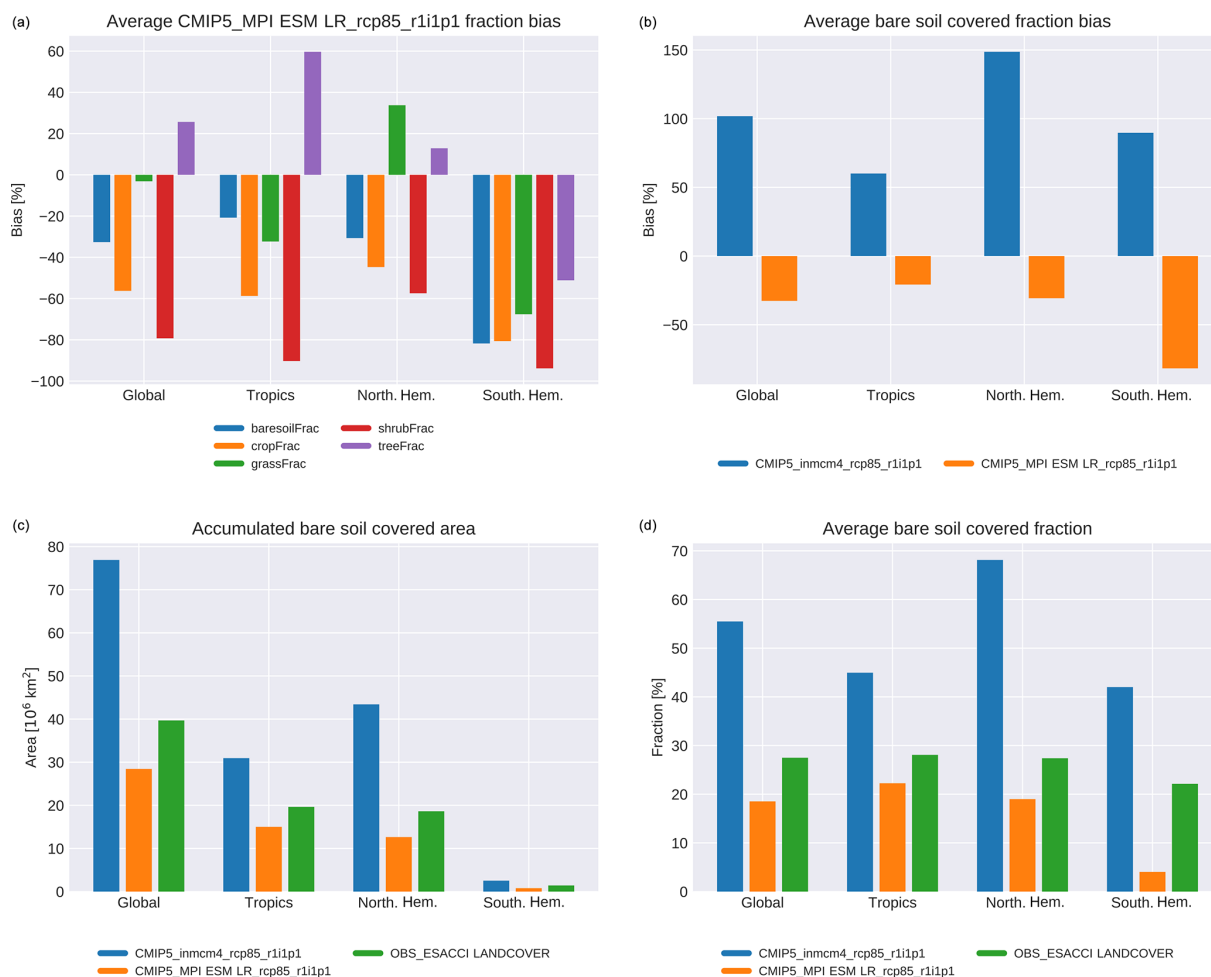 (a)
Average CMIP5_MPI ESM LR_rcp85_r1i1p1 fraction bias
Bias [%]
60
40
20
0
−20
−40
−60
−80
−100
Global
Tropics
North. Hem.
South. Hem.
baresoilFrac
cropFrac
grassFrac
shrubFrac
treeFrac
(b)
Average bare soil covered fraction bias
Bias [%]
150
100
50
0
−50
Global
Tropics
North. Hem.
South. Hem.
CMIP5_inmcm4_rcp85_r1i1p1
CMIP5_MPI ESM LR_rcp85_r1i1p1
(c)
Accumulated bare soil covered area
Area [10⁶ km²]
80
70
60
50
40
30
20
10
0
Global
Tropics
North. Hem.
South. Hem.
CMIP5_inmcm4_rcp85_r1i1p1
CMIP5_MPI ESM LR_rcp85_r1i1p1
OBS_ESACCI LANDCOVER
(d)
Average bare soil covered fraction
Fraction [%]
70
60
50
40
30
20
10
0
Global
Tropics
North. Hem.
South. Hem.
CMIP5_inmcm4_rcp85_r1i1p1
CMIP5_MPI ESM LR_rcp85_r1i1p1
OBS_ESACCI LANDCOVER